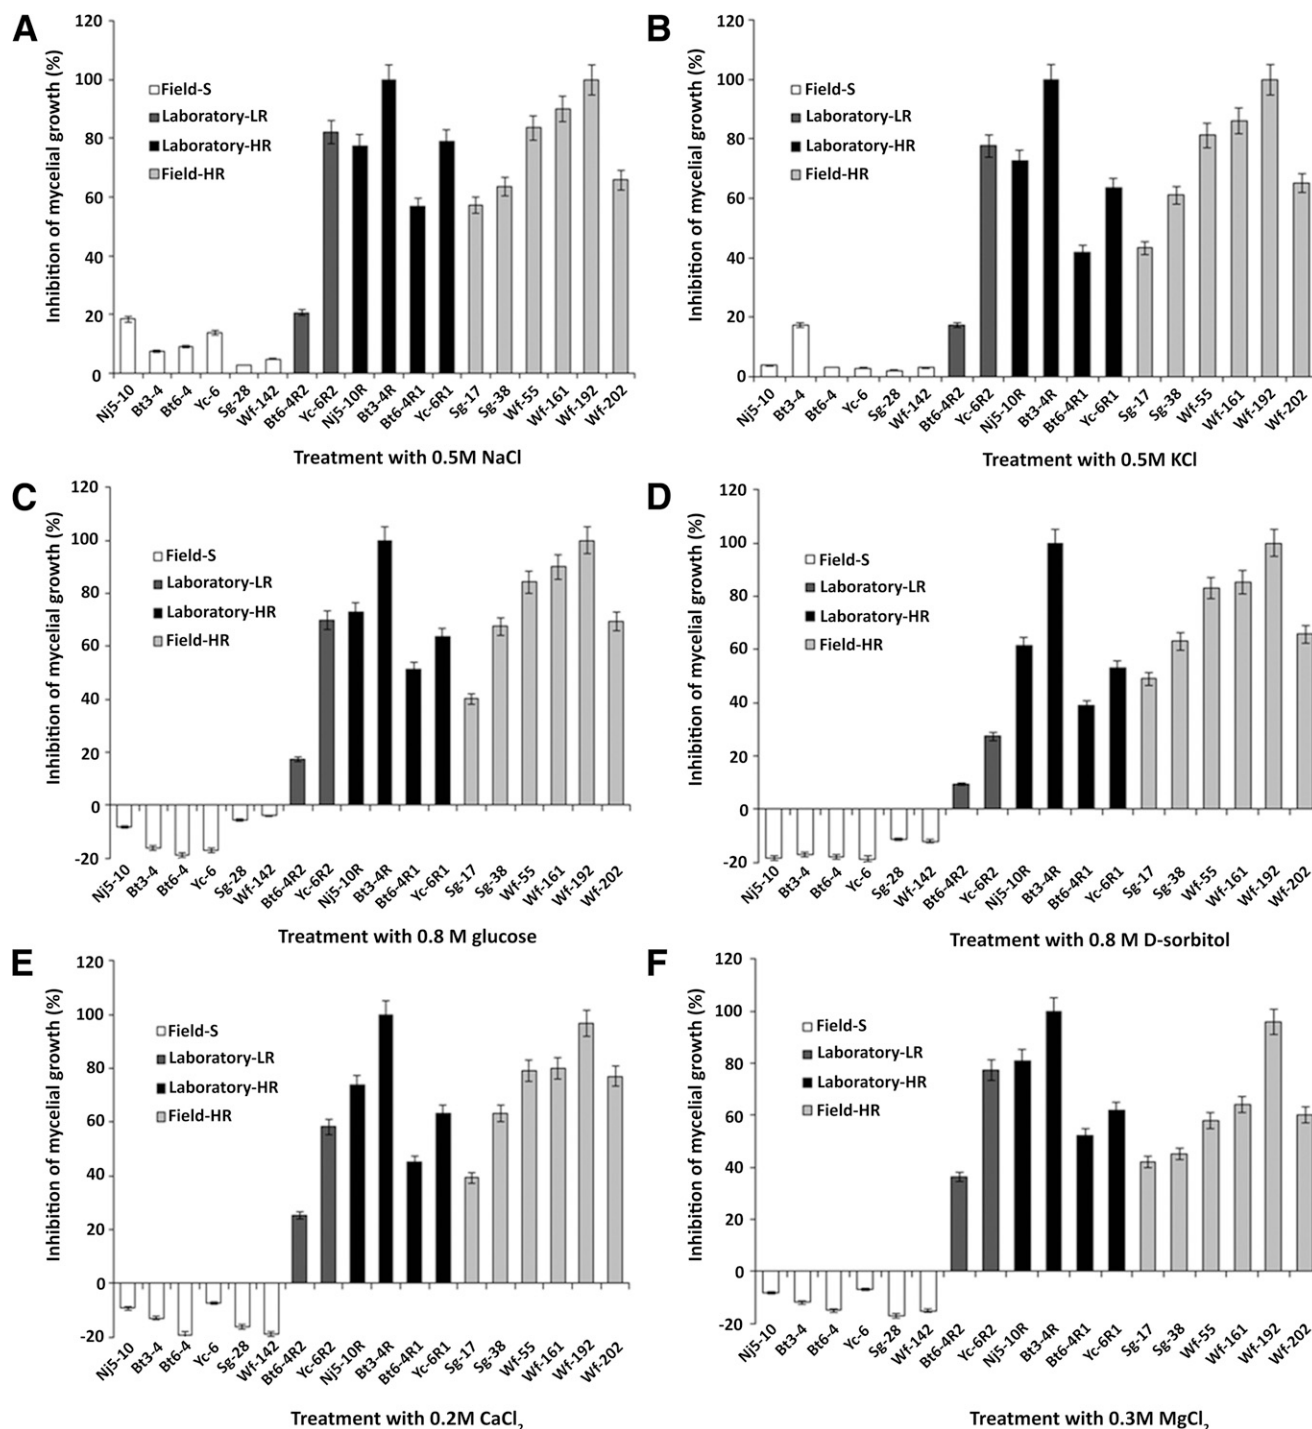 A
Inhibition of mycelial growth (%)
120
100
80
60
40
20
0
Field-S
Laboratory-LR
Laboratory-HR
Field-HR
Nj5-10
Bt3-4
Bt6-4
Yc-6
Sg-28
Wf-142
Bt6-4R2
Yc-6R2
Nj5-10R
Bt3-4R
Bt6-4R1
Yc-6R1
Sg-17
Sg-38
Wf-55
Wf-161
Wf-192
Wf-202
Treatment with 0.5M NaCl
B
Inhibition of mycelial growth (%)
120
100
80
60
40
20
0
Field-S
Laboratory-LR
Laboratory-HR
Field-HR
Nj5-10
Bt3-4
Bt6-4
Yc-6
Sg-28
Wf-142
Bt6-4R2
Yc-6R2
Nj5-10R
Bt3-4R
Bt6-4R1
Yc-6R1
Sg-17
Sg-38
Wf-55
Wf-161
Wf-192
Wf-202
Treatment with 0.5M KCl
C
Inhibition of mycelial growth (%)
120
100
80
60
40
20
0
-20
Field-S
Laboratory-LR
Laboratory-HR
Field-HR
Nj5-10
Bt3-4
Bt6-4
Yc-6
Sg-28
Wf-142
Bt6-4R2
Yc-6R2
Nj5-10R
Bt3-4R
Bt6-4R1
Yc-6R1
Sg-17
Sg-38
Wf-55
Wf-161
Wf-192
Wf-202
Treatment with 0.8 M glucose
D
Inhibition of mycelial growth (%)
120
100
80
60
40
20
0
-20
Field-S
Laboratory-LR
Laboratory-HR
Field-HR
Nj5-10
Bt3-4
Bt6-4
Yc-6
Sg-28
Wf-142
Bt6-4R2
Yc-6R2
Nj5-10R
Bt3-4R
Bt6-4R1
Yc-6R1
Sg-17
Sg-38
Wf-55
Wf-161
Wf-192
Wf-202
Treatment with 0.8 M D-sorbitol
E
Inhibition of mycelial growth (%)
120
100
80
60
40
20
0
-20
Field-S
Laboratory-LR
Laboratory-HR
Field-HR
Nj5-10
Bt3-4
Bt6-4
Yc-6
Sg-28
Wf-142
Bt6-4R2
Yc-6R2
Nj5-10R
Bt3-4R
Bt6-4R1
Yc-6R1
Sg-17
Sg-38
Wf-55
Wf-161
Wf-192
Wf-202
Treatment with 0.2M CaCl₂
F
Inhibition of mycelial growth (%)
120
100
80
60
40
20
0
-20
Field-S
Laboratory-LR
Laboratory-HR
Field-HR
Nj5-10
Bt3-4
Bt6-4
Yc-6
Sg-28
Wf-142
Bt6-4R2
Yc-6R2
Nj5-10R
Bt3-4R
Bt6-4R1
Yc-6R1
Sg-17
Sg-38
Wf-55
Wf-161
Wf-192
Wf-202
Treatment with 0.3M MgCl₂